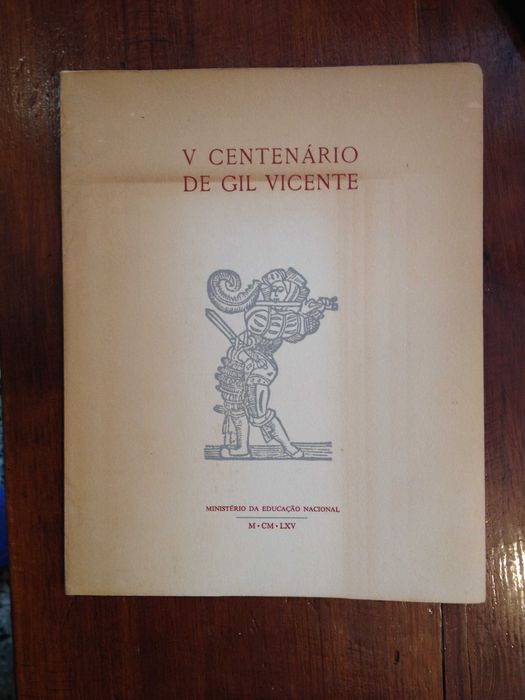 V CENTENÁRIO
DE GIL VICENTE
MINISTÉRIO DA EDUCAÇÃO NACIONAL
M • CM • LXV